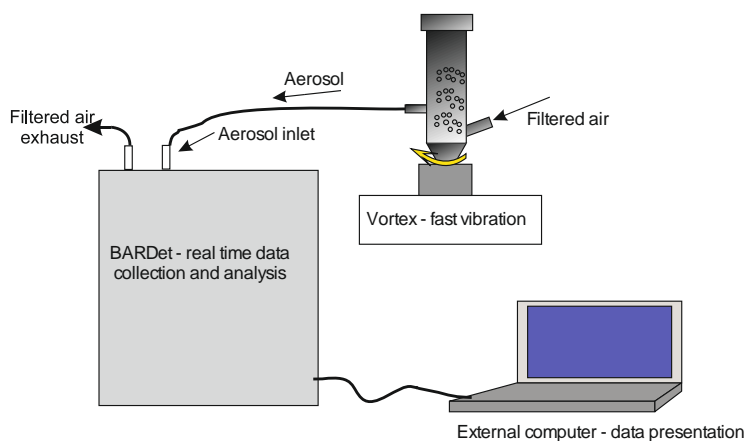 Aerosol
Filtered air
exhaust
Aerosol inlet
Filtered air
Vortex - fast vibration
BARDet - real time data
collection and analysis
External computer - data presentation